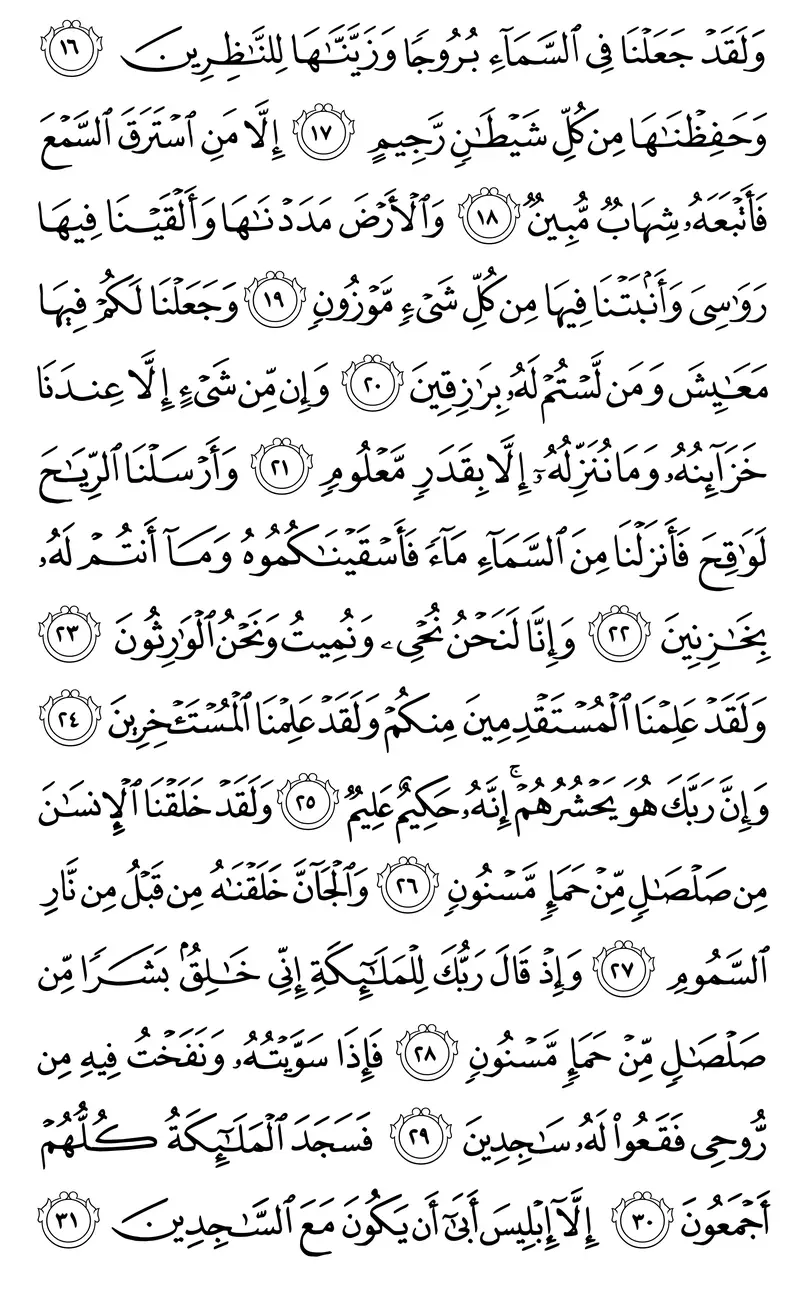 وَلَقَدْ جَعَلْنَا فِى ٱلسَّمَآءِ بُرُوجًا وَزَيَّنَّـٰهَا لِلنَّـٰظِرِينَ ١٦
وَحَفِظْنَـٰهَا مِن كُلِّ شَيْطَـٰنٍ رَّجِيمٍ ١٧ إِلَّا مَنِ ٱسْتَرَقَ ٱلسَّمْعَ
فَأَتْبَعَهُۥ شِهَابٌ مُّبِينٌ ١٨ وَٱلْأَرْضَ مَدَدْنَـٰهَا وَأَلْقَيْنَا فِيهَا
رَوَٰسِىَ وَأَنۢبَتْنَا فِيهَا مِن كُلِّ شَىْءٍ مَّوْزُونٍ ١٩ وَجَعَلْنَا لَكُمْ فِيهَا
مَعَـٰيِشَ وَمَن لَّسْتُمْ لَهُۥ بِرَٰزِقِينَ ٢٠ وَإِن مِّن شَىْءٍ إِلَّا عِندَنَا
خَزَآئِنُهُۥ وَمَا نُنَزِّلُهُۥٓ إِلَّا بِقَدَرٍ مَّعْلُومٍ ٢١ وَأَرْسَلْنَا ٱلرِّيَـٰحَ
لَوَٰقِحَ فَأَنزَلْنَا مِنَ ٱلسَّمَآءِ مَآءً فَأَسْقَيْنَـٰكُمُوهُ وَمَآ أَنتُمْ لَهُۥ
بِخَـٰزِنِينَ ٢٢ وَإِنَّا لَنَحْنُ نُحْىِۦ وَنُمِيتُ وَنَحْنُ ٱلْوَٰرِثُونَ ٢٣
وَلَقَدْ عَلِمْنَا ٱلْمُسْتَقْدِمِينَ مِنكُمْ وَلَقَدْ عَلِمْنَا ٱلْمُسْتَـْٔخِرِينَ ٢٤
وَإِنَّ رَبَّكَ هُوَ يَحْشُرُهُمْ ۚ إِنَّهُۥ حَكِيمٌ عَلِيمٌ ٢٥ وَلَقَدْ خَلَقْنَا ٱلْإِنسَـٰنَ
مِن صَلْصَـٰلٍ مِّنْ حَمَإٍ مَّسْنُونٍ ٢٦ وَٱلْجَآنَّ خَلَقْنَـٰهُ مِن قَبْلُ مِن نَّارِ
ٱلسَّمُومِ ٢٧ وَإِذْ قَالَ رَبُّكَ لِلْمَلَـٰٓئِكَةِ إِنِّى خَـٰلِقٌۢ بَشَرًا مِّن
صَلْصَـٰلٍ مِّنْ حَمَإٍ مَّسْنُونٍ ٢٨ فَإِذَا سَوَّيْتُهُۥ وَنَفَخْتُ فِيهِ مِن
رُّوحِى فَقَعُوا۟ لَهُۥ سَـٰجِدِينَ ٢٩ فَسَجَدَ ٱلْمَلَـٰٓئِكَةُ كُلُّهُمْ
أَجْمَعُونَ ٣٠ إِلَّآ إِبْلِيسَ أَبَىٰٓ أَن يَكُونَ مَعَ ٱلسَّـٰجِدِينَ ٣١